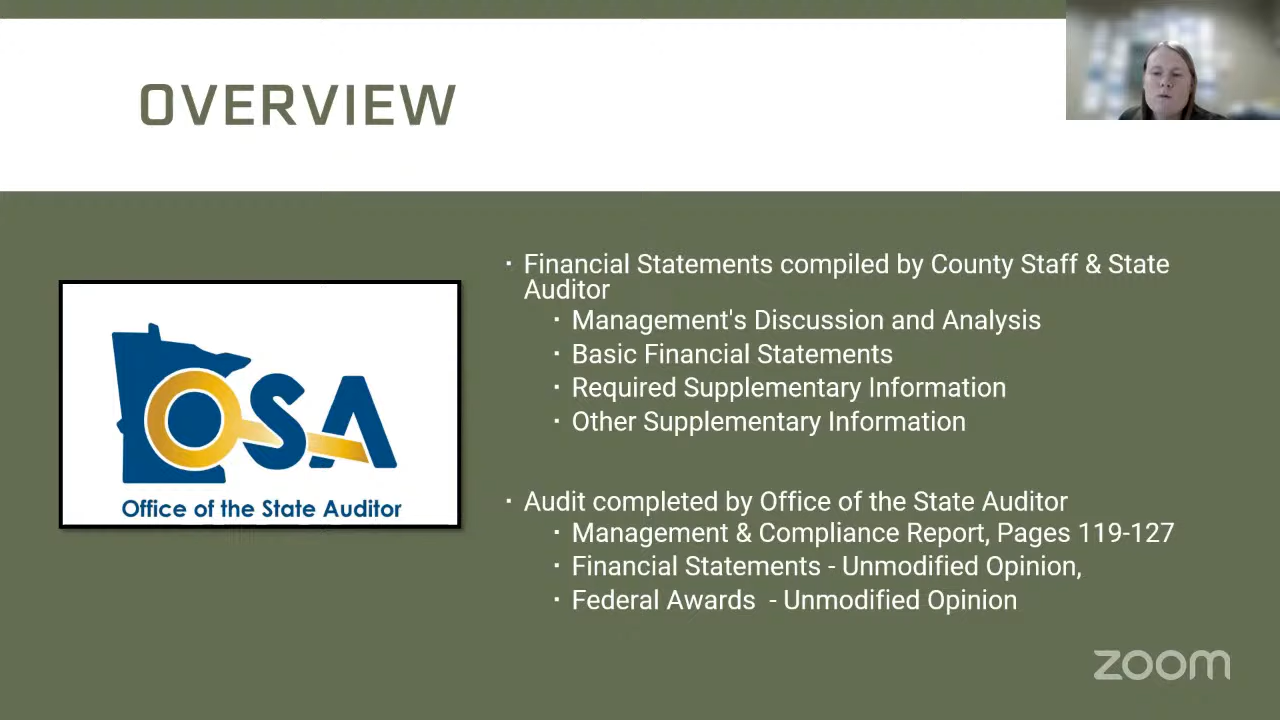 OVERVIEW
OSA
Office of the State Auditor
· Financial Statements compiled by County Staff & State
Auditor
· Management's Discussion and Analysis
· Basic Financial Statements
· Required Supplementary Information
· Other Supplementary Information
· Audit completed by Office of the State Auditor
· Management & Compliance Report, Pages 119-127
· Financial Statements - Unmodified Opinion,
· Federal Awards  - Unmodified Opinion
zoom